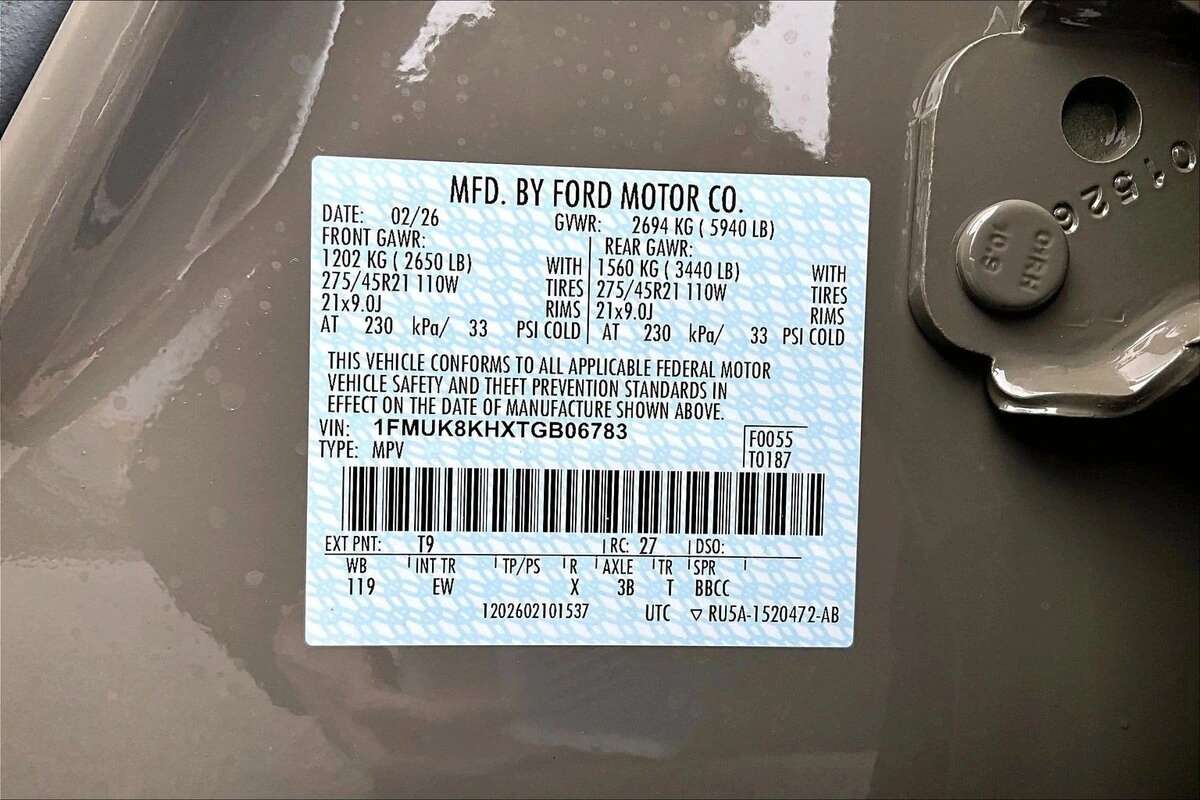 MFD. BY FORD MOTOR CO.
DATE: 02/26 GVWR: 2694 KG ( 5940 LB)
FRONT GAWR: REAR GAWR:
1202 KG ( 2650 LB) WITH 1560 KG ( 3440 LB) WITH
275/45R21 110W TIRES 275/45R21 110W TIRES
21x9.0J RIMS 21x9.0J RIMS
AT 230 kPa/ 33 PSI COLD AT 230 kPa/ 33 PSI COLD
THIS VEHICLE CONFORMS TO ALL APPLICABLE FEDERAL MOTOR
VEHICLE SAFETY AND THEFT PREVENTION STANDARDS IN
EFFECT ON THE DATE OF MANUFACTURE SHOWN ABOVE.
VIN: 1FMUK8KHXTGB06783
F0055
TYPE: MPV
T0187
EXT PNT: T9 RC: 27 DSO:
WB INT TR TP/PS R AXLE TR SPR
119 EW X 3B T BBCC
1202602101537 UTC ▽ RU5A-1520472-AB
01526
10.9